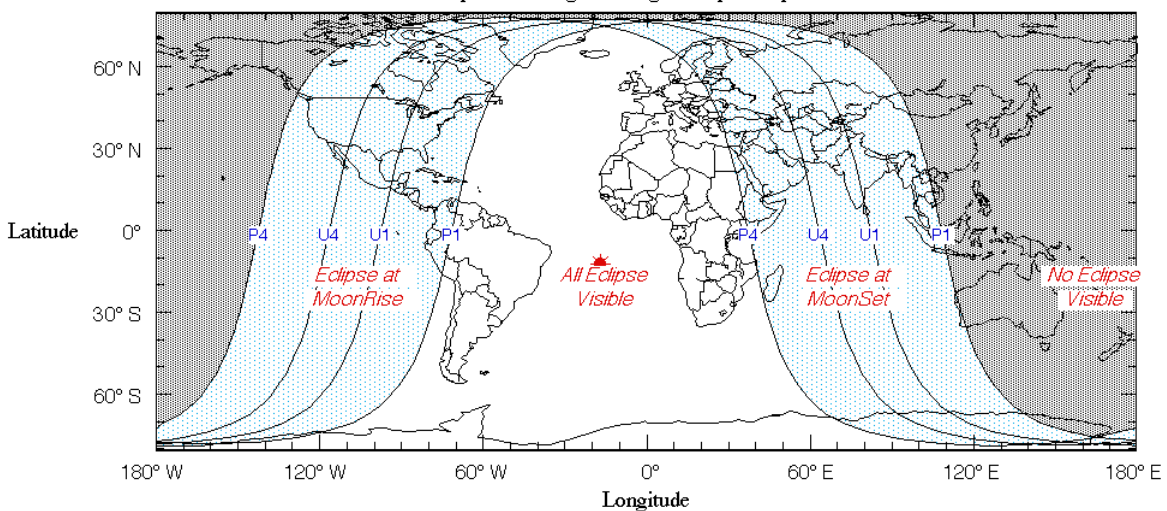 60° N
30° N
Latitude
0°
P4
U4
U1
P1
P4
U4
U1
P1
Eclipse at
MoonRise
All Eclipse
Visible
Eclipse at
MoonSet
No Eclipse
Visible
30° S
60° S
180° W
120° W
60° W
0°
60° E
120° E
180° E
Longitude